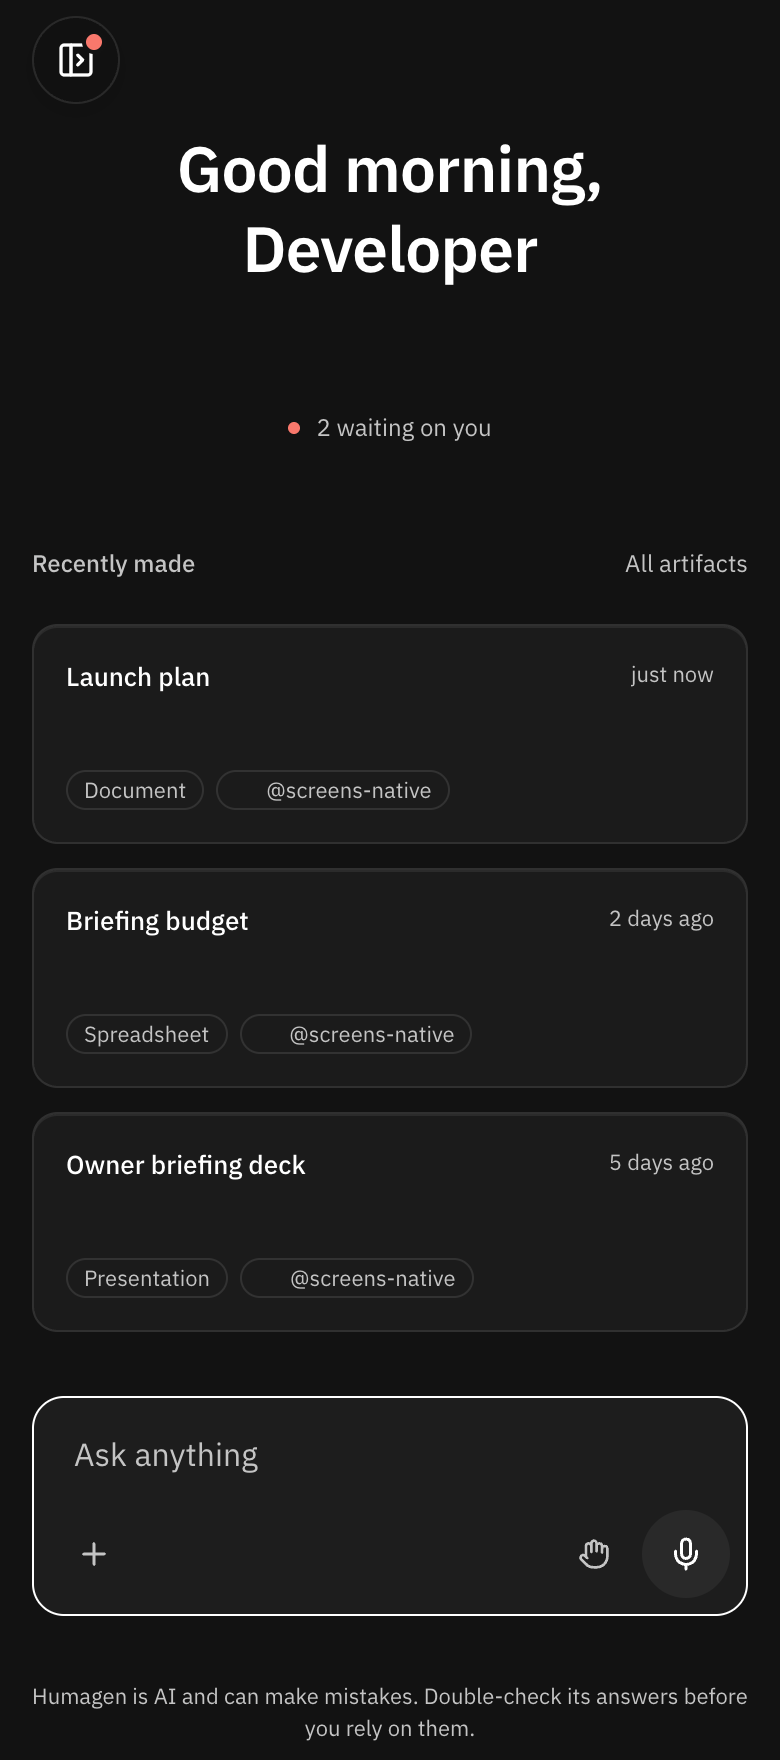 Good morning,
Developer
2 waiting on you
Recently made
All artifacts
Launch plan
just now
Document
@screens-native
Briefing budget
2 days ago
Spreadsheet
@screens-native
Owner briefing deck
5 days ago
Presentation
@screens-native
Ask anything
Humagen is AI and can make mistakes. Double-check its answers before
you rely on them.